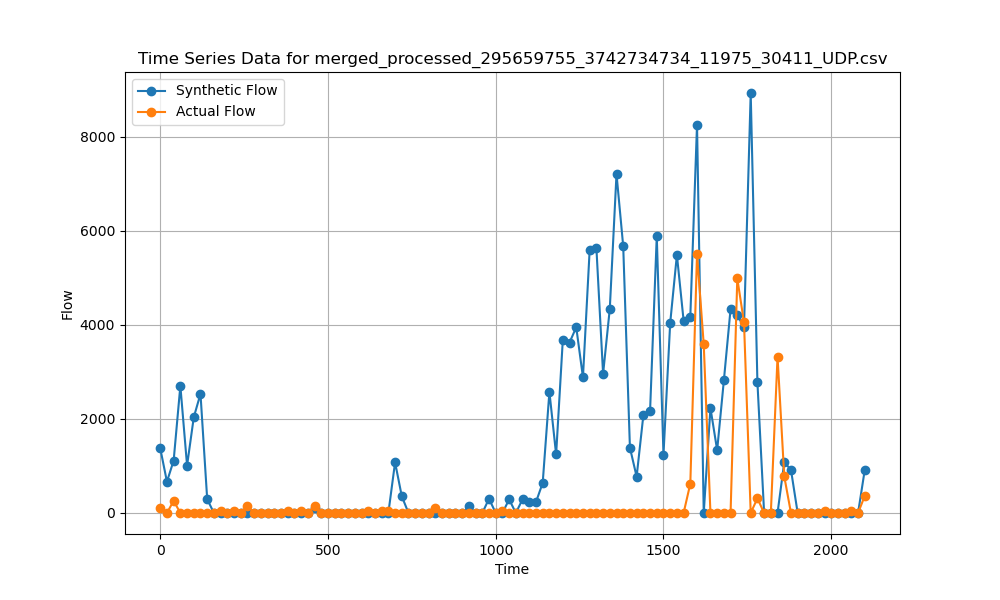 Time Series Data for merged_processed_295659755_3742734734_11975_30411_UDP.csv
Synthetic Flow
Actual Flow
8000
6000
4000
2000
0
Flow
0 500 1000 1500 2000
Time